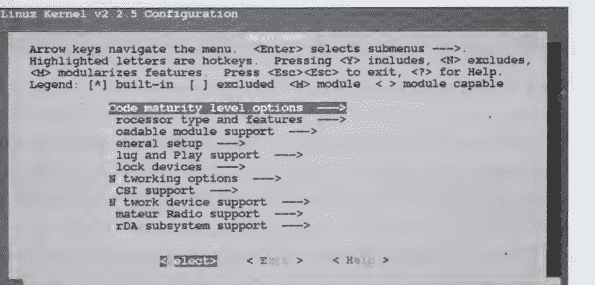 Linux Kernel v2.2.5 Configuration
Arrow keys navigate the menu. <Enter> selects submenus --->.
Highlighted letters are hotkeys. Pressing <Y> includes, <N> excludes,
<M> modularizes features. Press <Esc><Esc> to exit, <?> for Help.
Legend: [*] built-in [ ] excluded <M> module < > module capable
Code maturity level options --->
rocessor type and features --->
oadable module support --->
eneral setup --->
lug and Play support --->
lock devices --->
N tworking options --->
CSI support --->
N twork device support --->
mateur Radio support --->
rDA subsystem support --->
< elect> < E > < He >